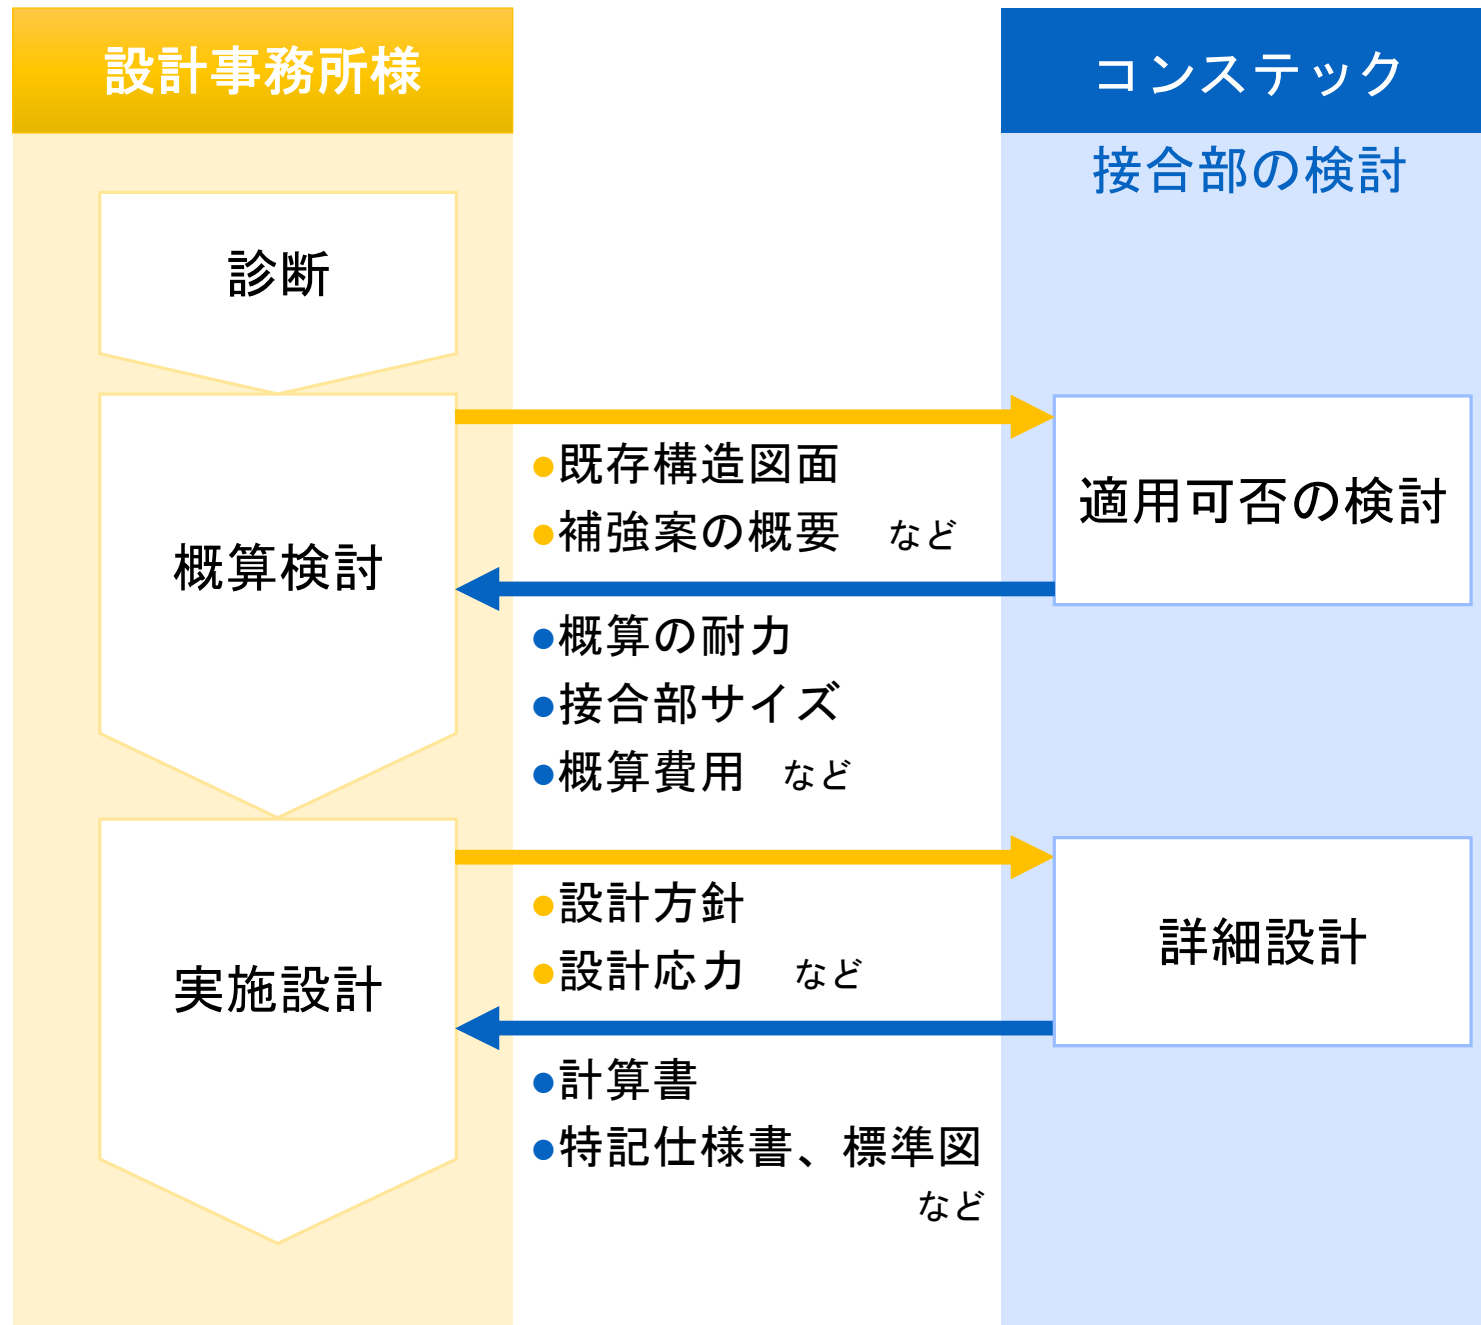 設計事務所様
コンステック
接合部の検討
診断
概算検討
●既存構造図面
●補強案の概要 など
適用可否の検討
●概算の耐力
●接合部サイズ
●概算費用 など
実施設計
●設計方針
●設計応力 など
詳細設計
●計算書
●特記仕様書、標準図
など